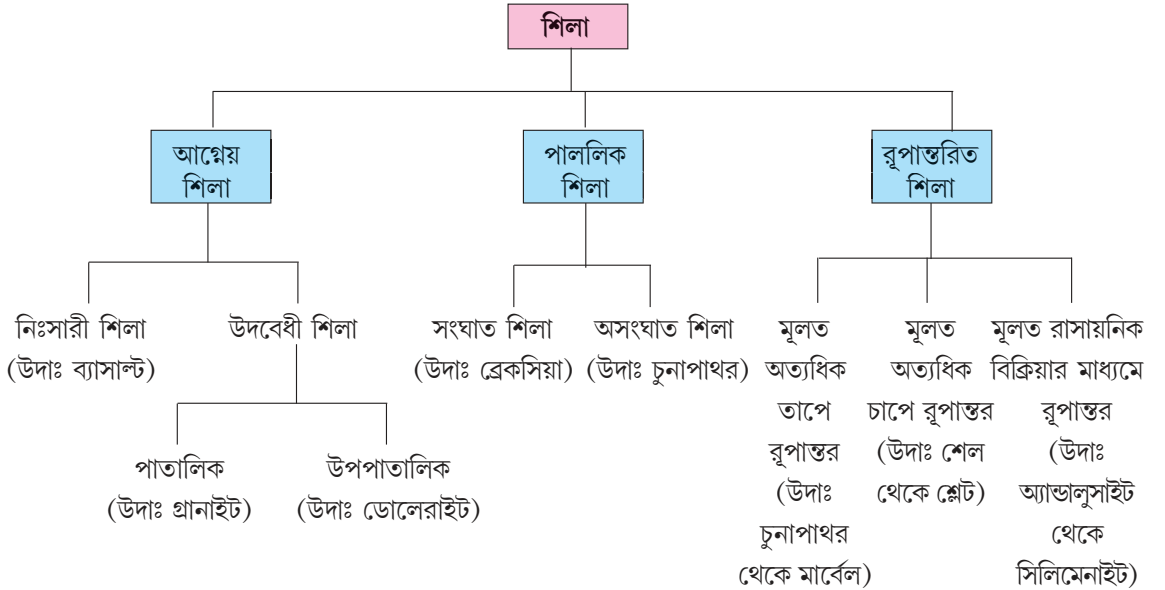 শিলা
আগ্নেয়
শিলা
পাললিক
শিলা
রূপান্তরিত
শিলা
নিঃসারী শিলা
(উদাঃ ব্যাসাল্ট)
উদবেধী শিলা
পাতালিক
(উদাঃ গ্রানাইট)
উপপাতালিক
(উদাঃ ডোলেরাইট)
সংঘাত শিলা
(উদাঃ ব্রেকসিয়া)
অসংঘাত শিলা
(উদাঃ চুনাপাথর)
মূলত
অত্যধিক
তাপে
রূপান্তর
(উদাঃ
চুনাপাথর
থেকে মার্বেল)
মূলত
অত্যধিক
চাপে রূপান্তর
(উদাঃ শেল
থেকে শ্লেট)
মূলত রাসায়নিক
বিক্রিয়ার মাধ্যমে
রূপান্তর
(উদাঃ
অ্যান্ডালুসাইট
থেকে
সিলিমেনাইট)